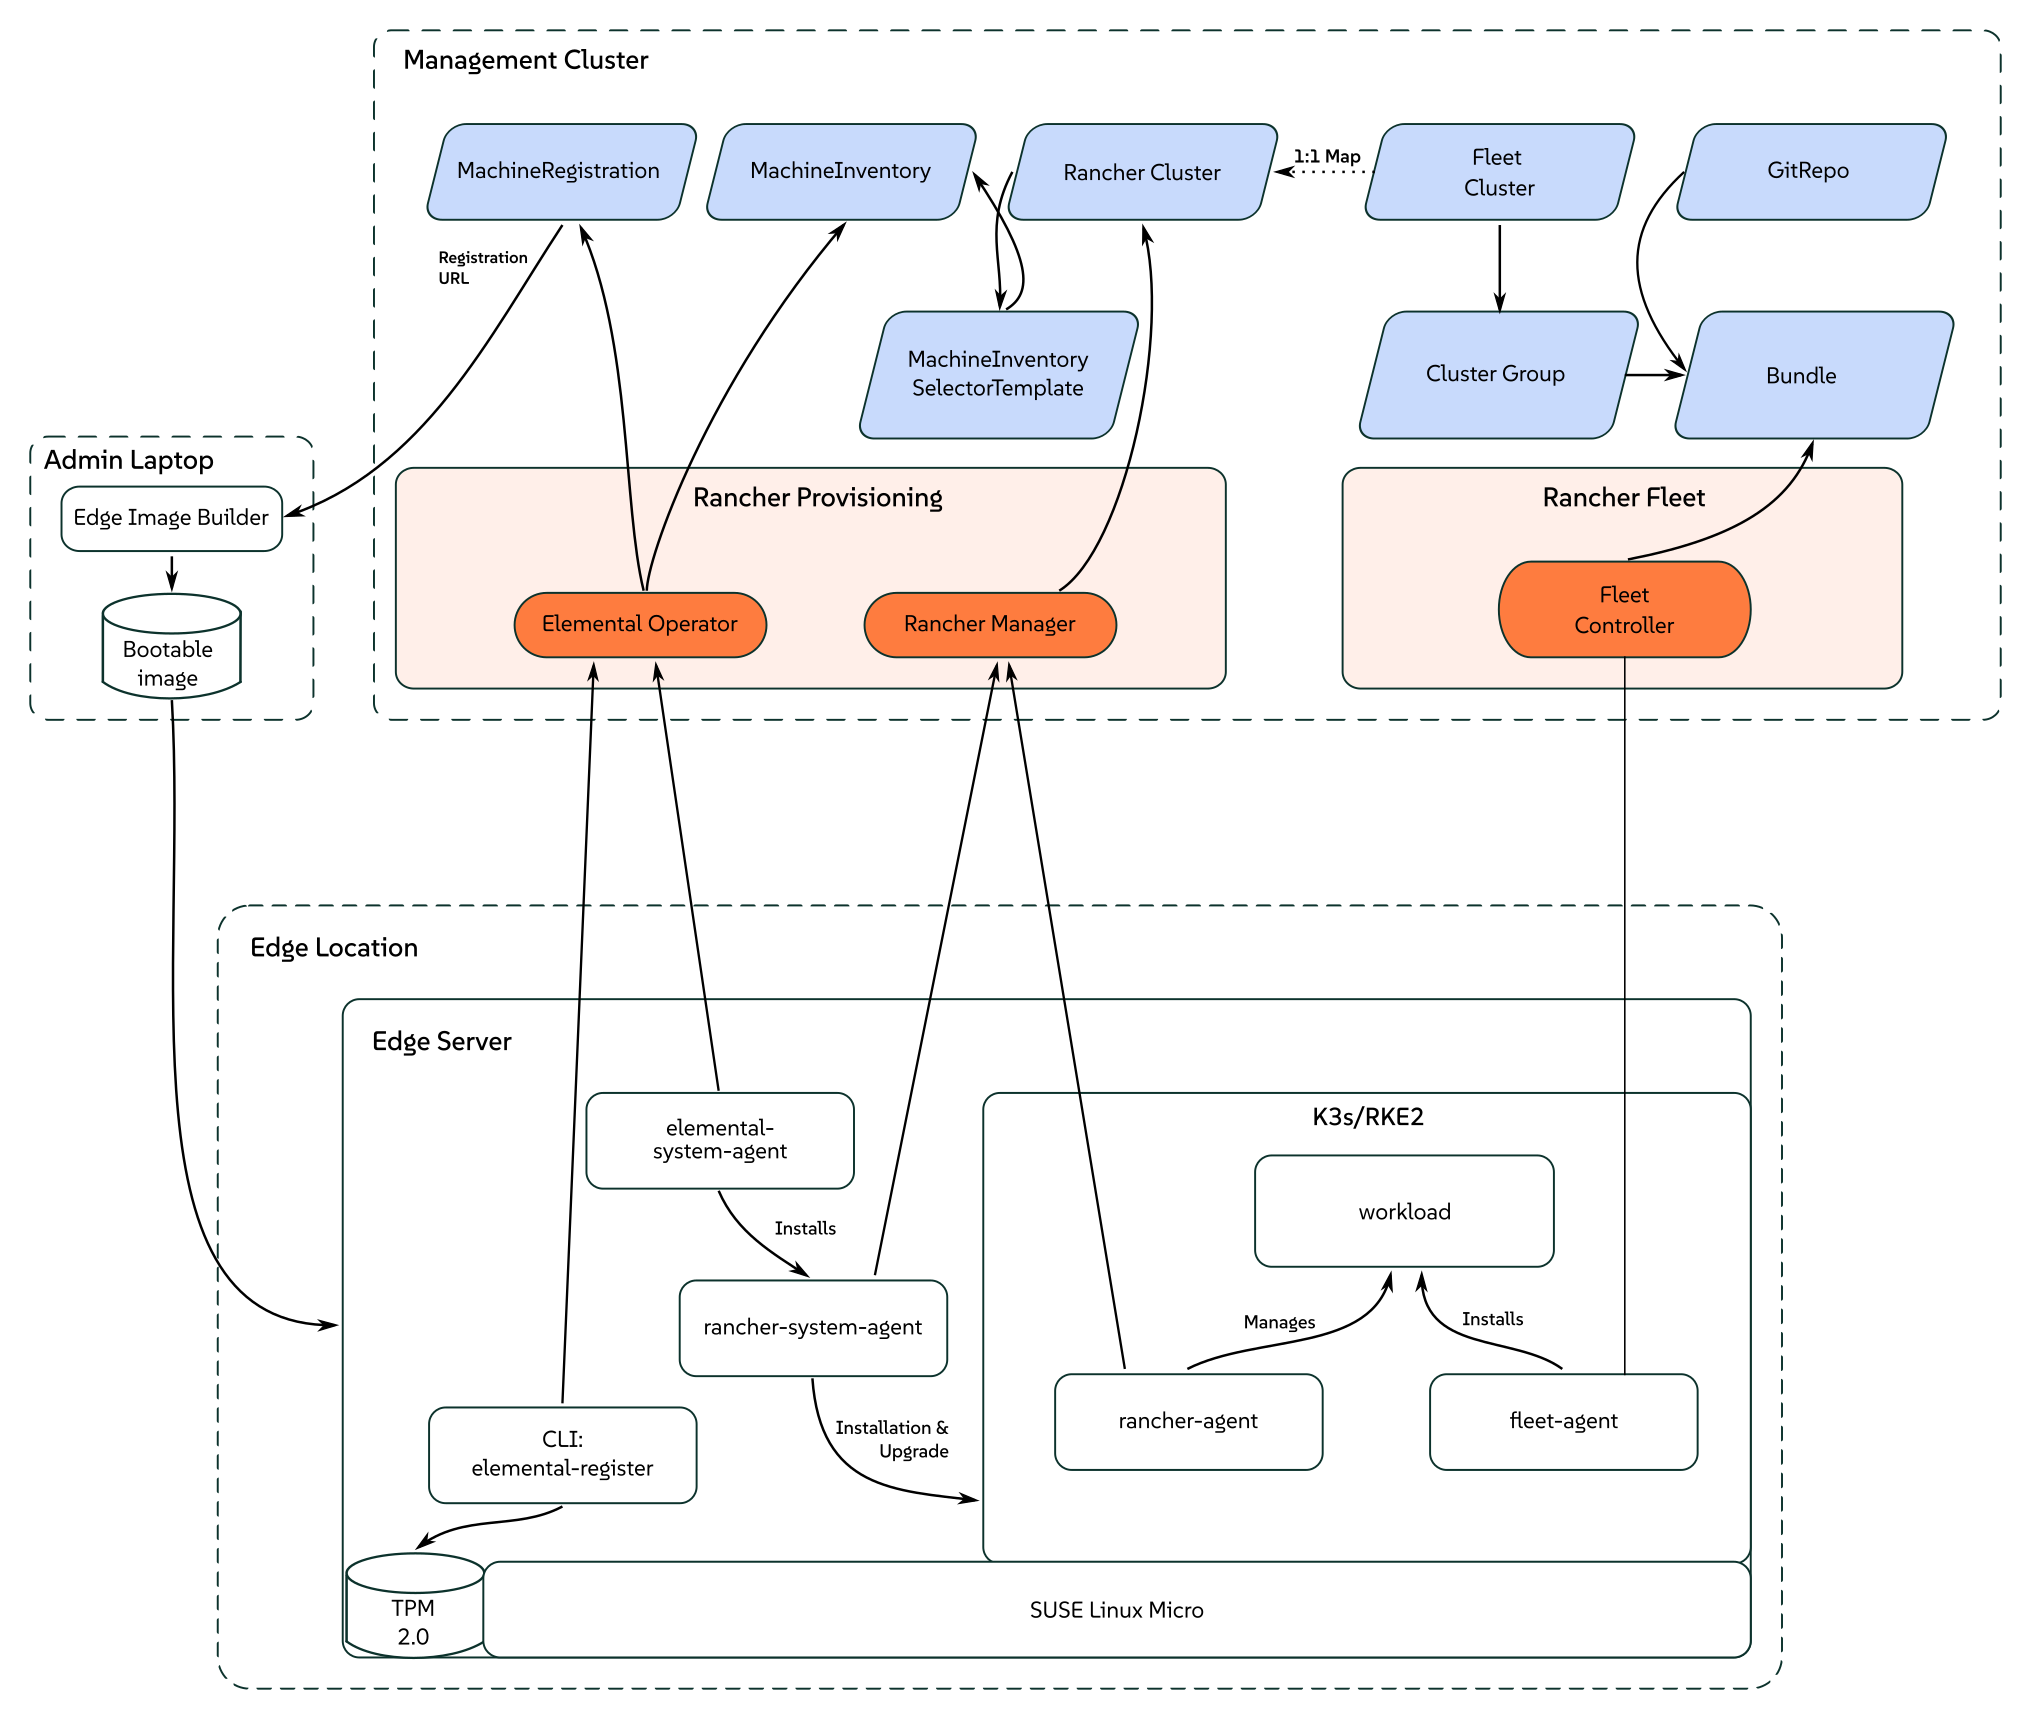 Management Cluster
MachineRegistration
MachineInventory
Rancher Cluster
1:1 Map
Fleet
Cluster
GitRepo
Registration
URL
MachineInventory
SelectorTemplate
Cluster Group
Bundle
Admin Laptop
Edge Image Builder
Bootable
image
Rancher Provisioning
Elemental Operator
Rancher Manager
Rancher Fleet
Fleet
Controller
Edge Location
Edge Server
elemental-
system-agent
Installs
rancher-system-agent
Installation &
Upgrade
CLI:
elemental-register
K3s/RKE2
workload
Manages
Installs
rancher-agent
fleet-agent
TPM
2.0
SUSE Linux Micro